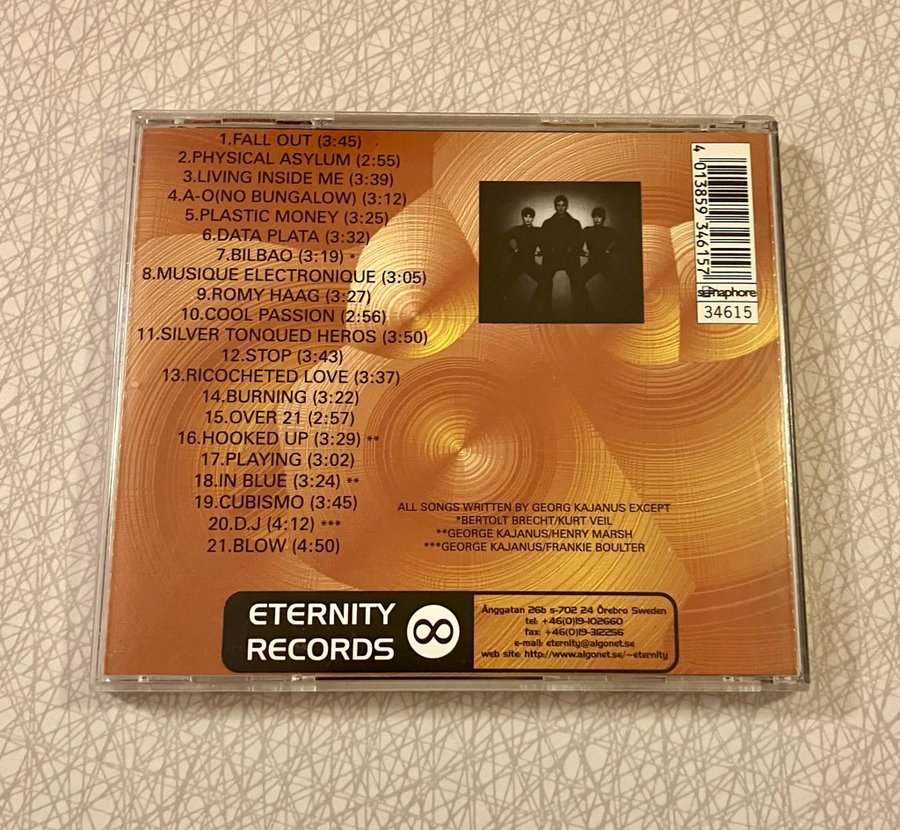 1.FALL OUT (3:45)
2.PHYSICAL ASYLUM (2:55)
3.LIVING INSIDE ME (3:39)
4.A-O(NO BUNGALOW) (3:12)
5.PLASTIC MONEY (3:25)
6.DATA PLATA (3:32)
7.BILBAO (3:19) *
8.MUSIQUE ELECTRONIQUE (3:05)
9.ROMY HAAG (3:27)
10.COOL PASSION (2:56)
11.SILVER TONQUED HEROS (3:50)
12.STOP (3:43)
13.RICOCHETED LOVE (3:37)
14.BURNING (3:22)
15.OVER 21 (2:57)
16.HOOKED UP (3:29) **
17.PLAYING (3:02)
18.IN BLUE (3:24) **
19.CUBISMO (3:45)
20.D.J (4:12) ***
21.BLOW (4:50)
4 013859 346157
semaphore
34615
ALL SONGS WRITTEN BY GEORG KAJANUS EXCEPT
*BERTOLT BRECHT/KURT VEIL
**GEORGE KAJANUS/HENRY MARSH
***GEORGE KAJANUS/FRANKIE BOULTER
ETERNITY
RECORDS
Änggatan 26b s-702 24 Örebro Sweden
tel: +46(0)19-102660
fax: +46(0)19-312256
e-mail: eternity@algonet.se
web site: http://www.algonet.se/~eternity